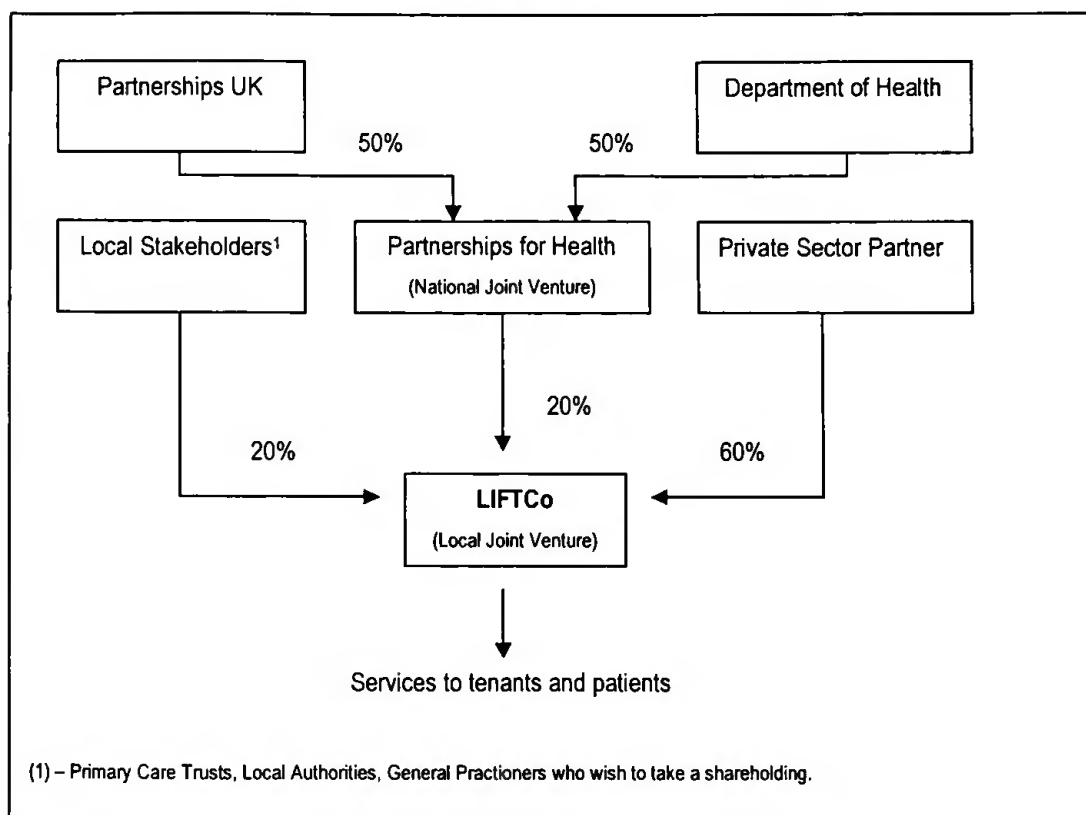 Partnerships UK
Department of Health
50%
50%
Local Stakeholders¹
Partnerships for Health
(National Joint Venture)
Private Sector Partner
20%
20%
60%
LIFTCo
(Local Joint Venture)
Services to tenants and patients
(1) – Primary Care Trusts, Local Authorities, General Practioners who wish to take a shareholding.